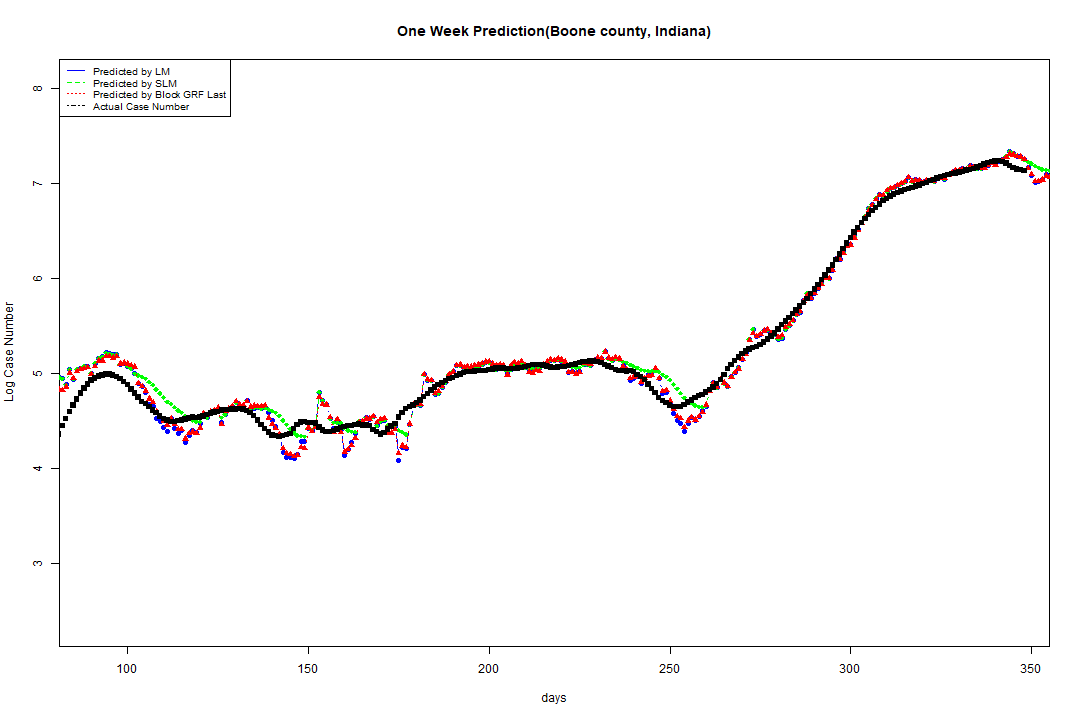 One Week Prediction(Boone county, Indiana)
Predicted by LM
Predicted by SLM
Predicted by Block GRF Last
Actual Case Number
8
7
6
5
4
3
Log Case Number
100 150 200 250 300 350
days